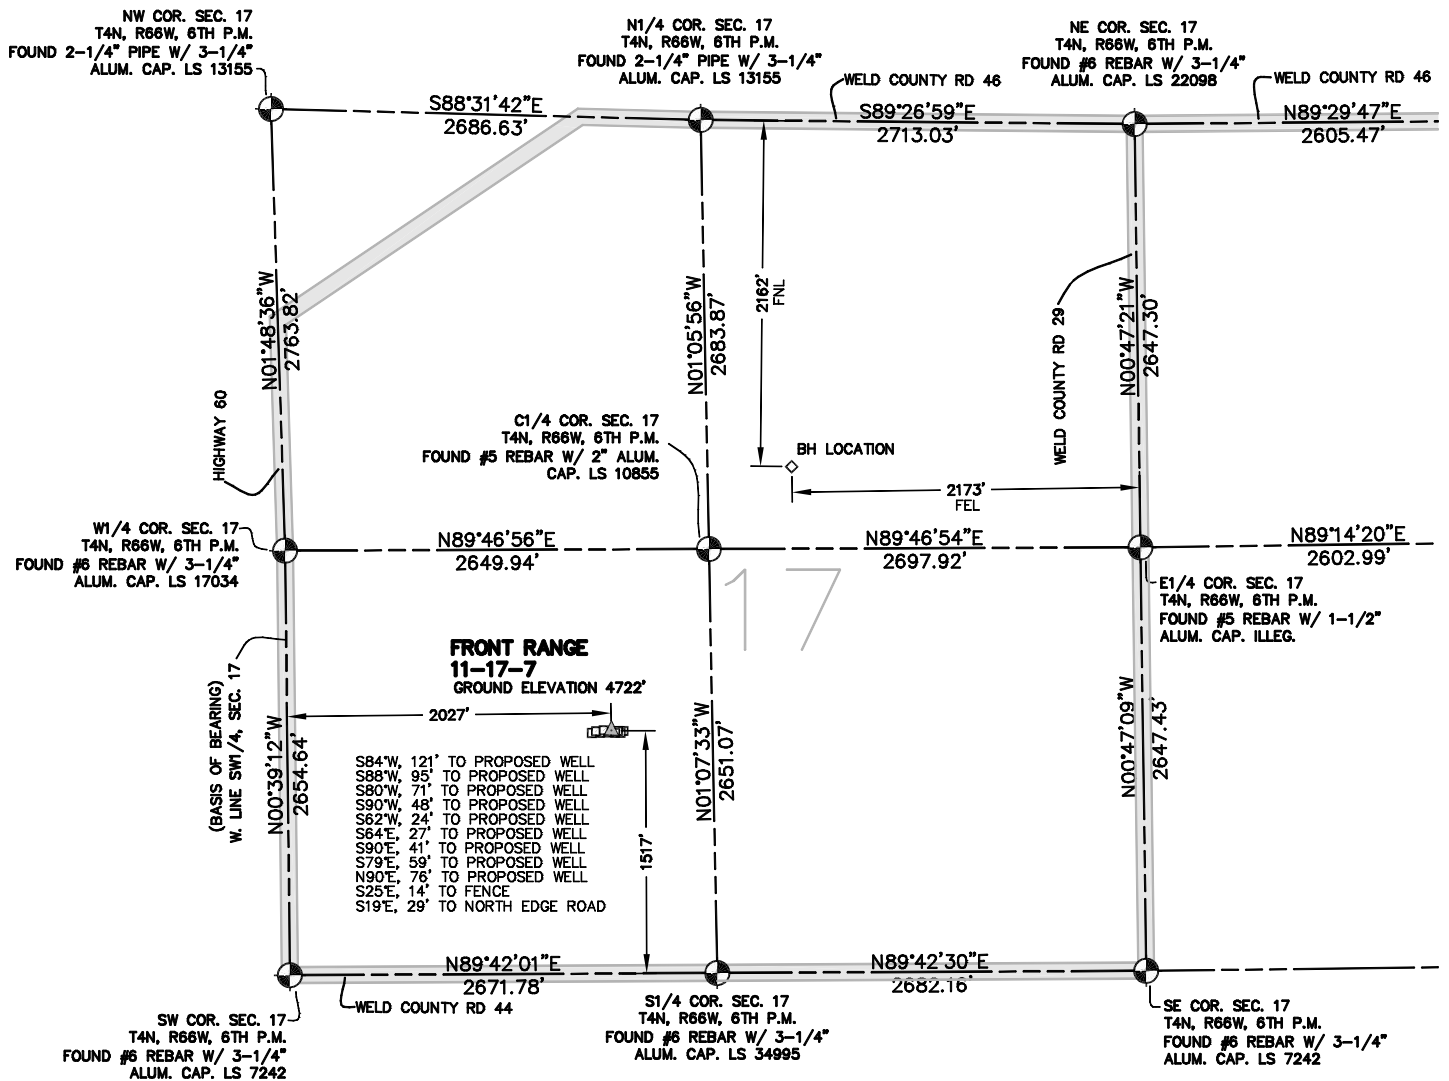 NW COR. SEC. 17
T4N, R66W, 6TH P.M.
FOUND 2-1/4" PIPE W/ 3-1/4"
ALUM. CAP. LS 13155
N1/4 COR. SEC. 17
T4N, R66W, 6TH P.M.
FOUND 2-1/4" PIPE W/ 3-1/4"
ALUM. CAP. LS 13155
NE COR. SEC. 17
T4N, R66W, 6TH P.M.
FOUND #6 REBAR W/ 3-1/4"
ALUM. CAP. LS 22098
WELD COUNTY RD 46
WELD COUNTY RD 46
S88°31'42"E
2686.63'
S89°26'59"E
2713.03'
N89°29'47"E
2605.47'
N01°48'36"W
2763.82'
N01°05'56"W
2683.87'
2162'
FNL
WELD COUNTY RD 29
N00°47'21"W
2647.30'
HIGHWAY 60
C1/4 COR. SEC. 17
T4N, R66W, 6TH P.M.
FOUND #5 REBAR W/ 2" ALUM.
CAP. LS 10855
BH LOCATION
2173'
FEL
W1/4 COR. SEC. 17
T4N, R66W, 6TH P.M.
FOUND #6 REBAR W/ 3-1/4"
ALUM. CAP. LS 17034
N89°46'56"E
2649.94'
N89°46'54"E
2697.92'
N89°14'20"E
2602.99'
17
E1/4 COR. SEC. 17
T4N, R66W, 6TH P.M.
FOUND #5 REBAR W/ 1-1/2"
ALUM. CAP. ILLEG.
FRONT RANGE
11-17-7
GROUND ELEVATION 4722'
(BASIS OF BEARING)
W. LINE SW1/4, SEC. 17
N00°39'12"W
2654.64'
2027'
S84°W, 121' TO PROPOSED WELL
S88°W, 95' TO PROPOSED WELL
S80°W, 71' TO PROPOSED WELL
S90°W, 48' TO PROPOSED WELL
S62°W, 24' TO PROPOSED WELL
S64°E, 27' TO PROPOSED WELL
S90°E, 41' TO PROPOSED WELL
S79°E, 59' TO PROPOSED WELL
N90°E, 76' TO PROPOSED WELL
S25°E, 14' TO FENCE
S19°E, 29' TO NORTH EDGE ROAD
1517'
N01°07'33"W
2651.07'
N00°47'09"W
2647.43'
N89°42'01"E
2671.78'
N89°42'30"E
2682.16'
WELD COUNTY RD 44
SW COR. SEC. 17
T4N, R66W, 6TH P.M.
FOUND #6 REBAR W/ 3-1/4"
ALUM. CAP. LS 7242
S1/4 COR. SEC. 17
T4N, R66W, 6TH P.M.
FOUND #6 REBAR W/ 3-1/4"
ALUM. CAP. LS 34995
SE COR. SEC. 17
T4N, R66W, 6TH P.M.
FOUND #6 REBAR W/ 3-1/4"
ALUM. CAP. LS 7242